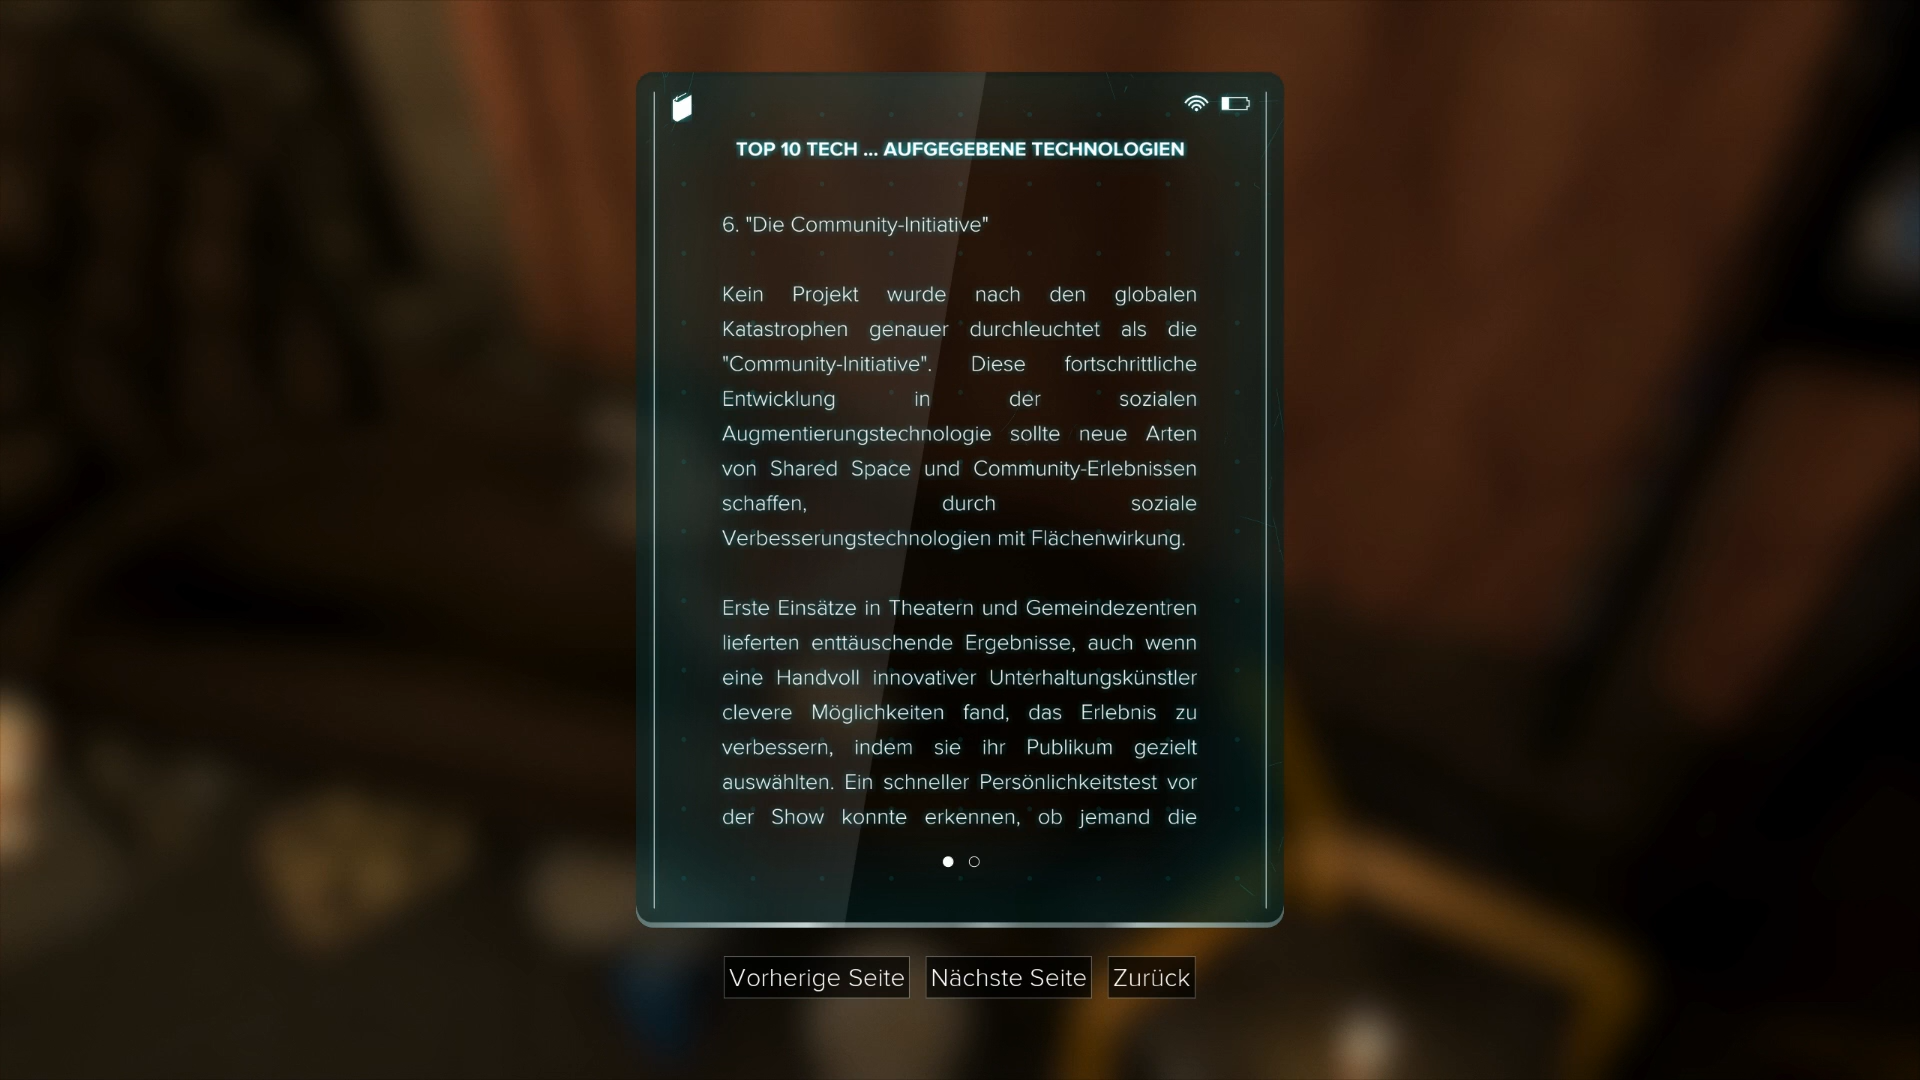 TOP 10 TECH ... AUFGEGEBENE TECHNOLOGIEN
6. "Die Community-Initiative"
Kein Projekt wurde nach den globalen
Katastrophen genauer durchleuchtet als die
"Community-Initiative". Diese fortschrittliche
Entwicklung in der sozialen
Augmentierungstechnologie sollte neue Arten
von Shared Space und Community-Erlebnissen
schaffen, durch soziale
Verbesserungstechnologien mit Flächenwirkung.
Erste Einsätze in Theatern und Gemeindezentren
lieferten enttäuschende Ergebnisse, auch wenn
eine Handvoll innovativer Unterhaltungskünstler
clevere Möglichkeiten fand, das Erlebnis zu
verbessern, indem sie ihr Publikum gezielt
auswählten. Ein schneller Persönlichkeitstest vor
der Show konnte erkennen, ob jemand die
Vorherige Seite Nächste Seite Zurück